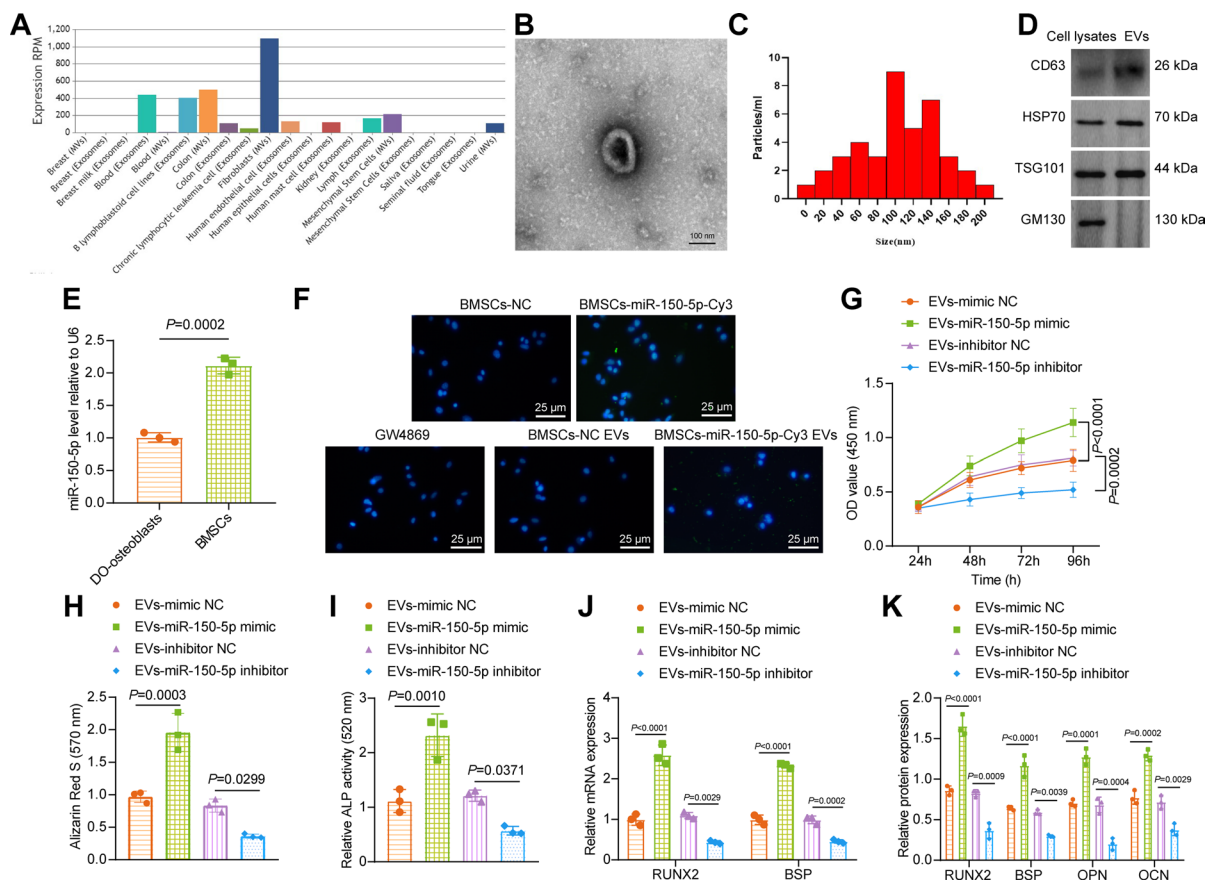 A
Expression RPM
1,200
1,000
800
600
400
200
0
Breast (MVs)
Breast (Exosomes)
Breast milk (Exosomes)
Blood (Exosomes)
Blood (MVs)
B lymphoblastoid cell lines (Exosomes)
Colon (MVs)
Colon (Exosomes)
Chronic lymphocytic leukemia cell (Exosomes)
Fibroblasts (MVs)
Human endothelial cell (Exosomes)
Human epithelial cells (Exosomes)
Human mast cell (Exosomes)
Kidney (Exosomes)
Lymph (Exosomes)
Mesenchymal Stem Cells (MVs)
Mesenchymal Stem Cells (Exosomes)
Saliva (Exosomes)
Seminal fluid (Exosomes)
Tongue (Exosomes)
Urine (MVs)
B
100 nm
C
Particles/ml
10
8
6
4
2
0
0 20 40 60 80 100 120 140 160 180 200
Size(nm)
D
Cell lysates EVs
CD63 26 kDa
HSP70 70 kDa
TSG101 44 kDa
GM130 130 kDa
E
miR-150-5p level relative to U6
P=0.0002
2.5
2.0
1.5
1.0
0.5
0.0
DO-osteoblasts
BMSCs
F
BMSCs-NC BMSCs-miR-150-5p-Cy3
25 μm 25 μm
GW4869 BMSCs-NC EVs BMSCs-miR-150-5p-Cy3 EVs
25 μm 25 μm 25 μm
G
EVs-mimic NC
EVs-miR-150-5p mimic
EVs-inhibitor NC
EVs-miR-150-5p inhibitor
OD value (450 nm)
1.5
1.0
0.5
0.0
P<0.0001
P=0.0002
24h 48h 72h 96h
Time (h)
H
EVs-mimic NC
EVs-miR-150-5p mimic
EVs-inhibitor NC
EVs-miR-150-5p inhibitor
Alizarin Red S (570 nm)
2.5
2.0
1.5
1.0
0.5
0.0
P=0.0003
P=0.0299
I
EVs-mimic NC
EVs-miR-150-5p mimic
EVs-inhibitor NC
EVs-miR-150-5p inhibitor
Relative ALP activity (520 nm)
3
2
1
0
P=0.0010
P=0.0371
J
EVs-mimic NC
EVs-miR-150-5p mimic
EVs-inhibitor NC
EVs-miR-150-5p inhibitor
Relative mRNA expression
4
3
2
1
0
P<0.0001
P=0.0029
P<0.0001
P=0.0002
RUNX2 BSP
K
EVs-mimic NC
EVs-miR-150-5p mimic
EVs-inhibitor NC
EVs-miR-150-5p inhibitor
Relative protein expression
2.0
1.5
1.0
0.5
0.0
P<0.0001
P=0.0009
P<0.0001
P=0.0039
P=0.0001
P=0.0004
P=0.0002
P=0.0029
RUNX2 BSP OPN OCN